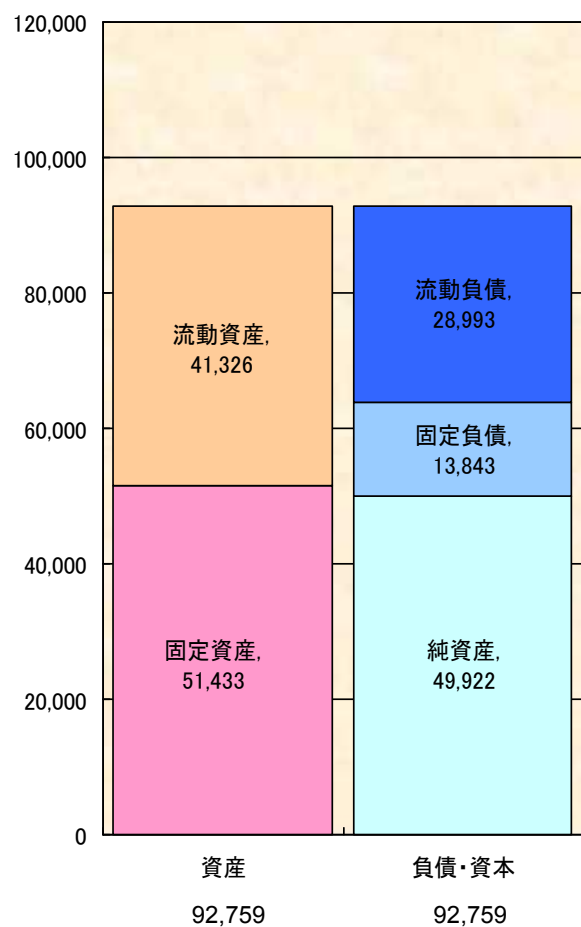 120,000
100,000
80,000
60,000
40,000
20,000
0
流動資産,
41,326
固定資産,
51,433
流動負債,
28,993
固定負債,
13,843
純資産,
49,922
資産
負債・資本
92,759
92,759